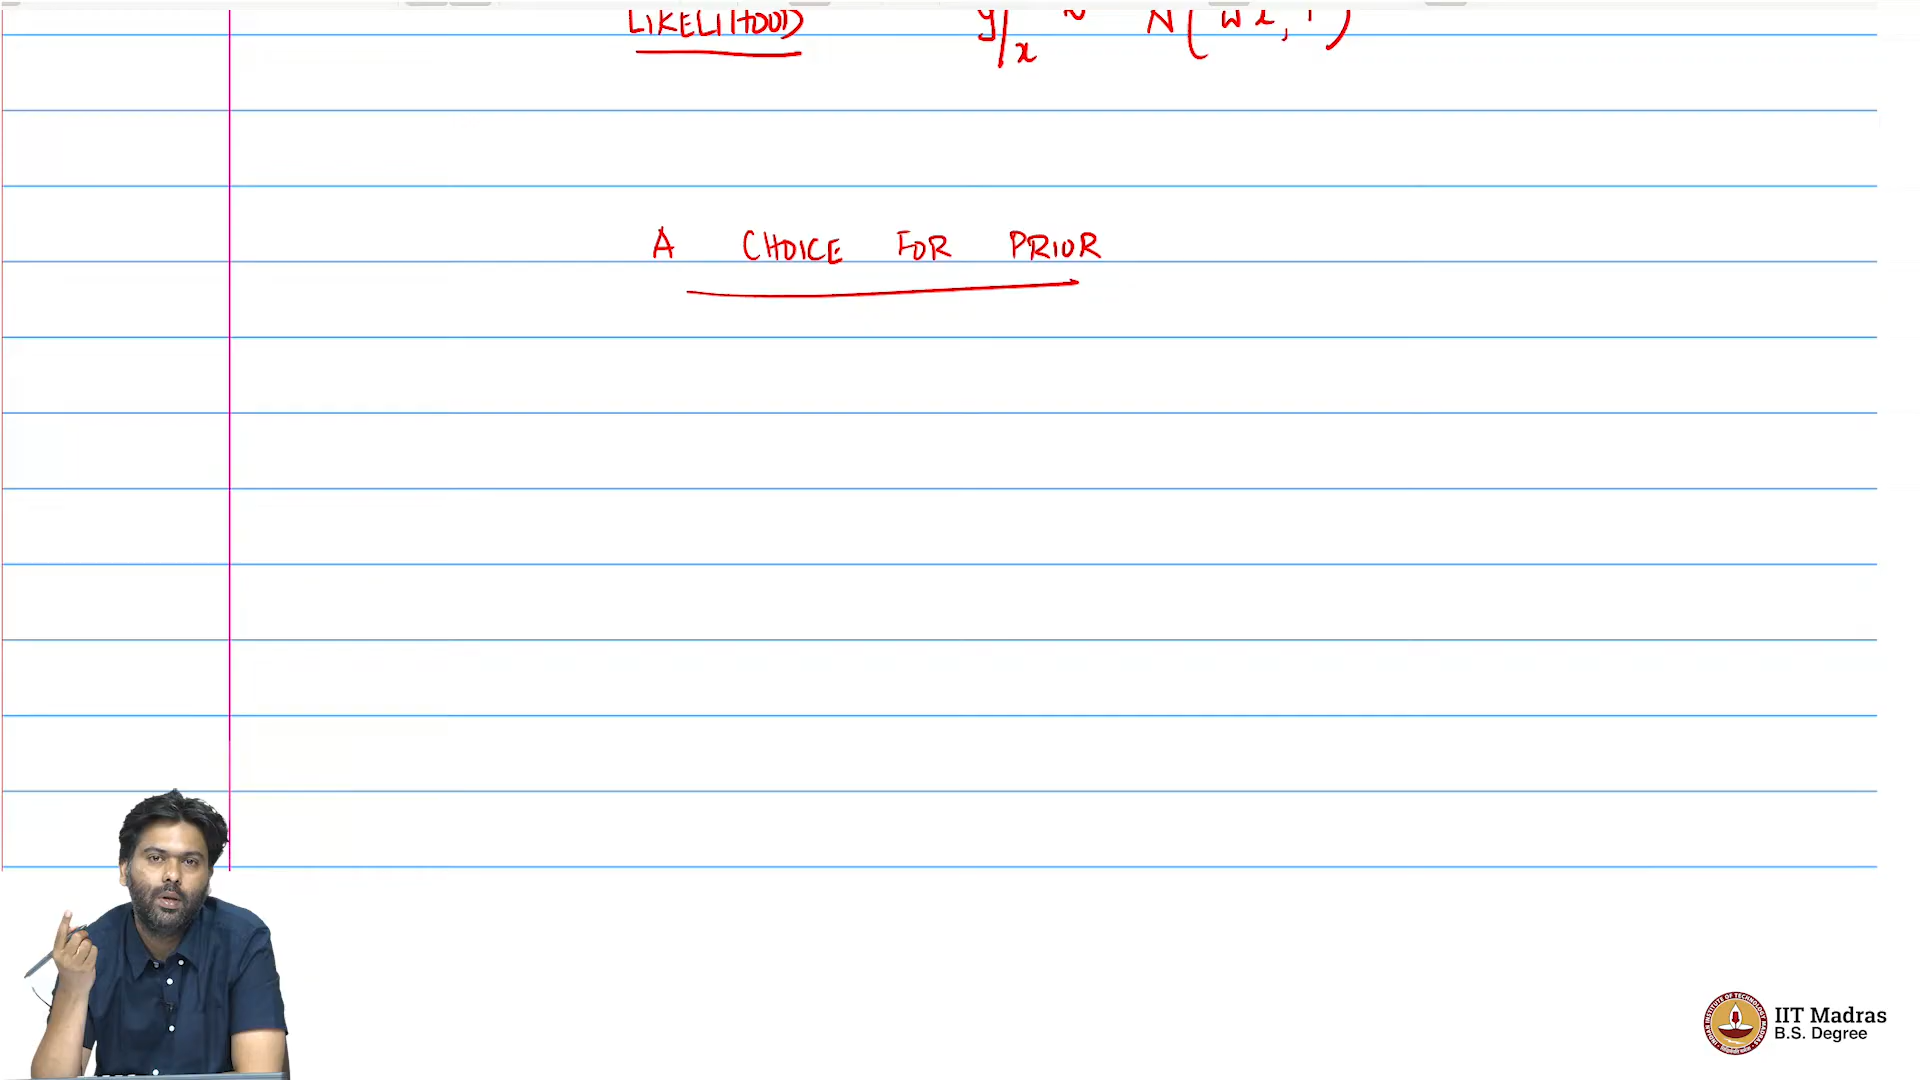 LIKELIHOOD y/x ~ N(
A CHOICE FOR PRIOR
IIT Madras
B.S. Degree